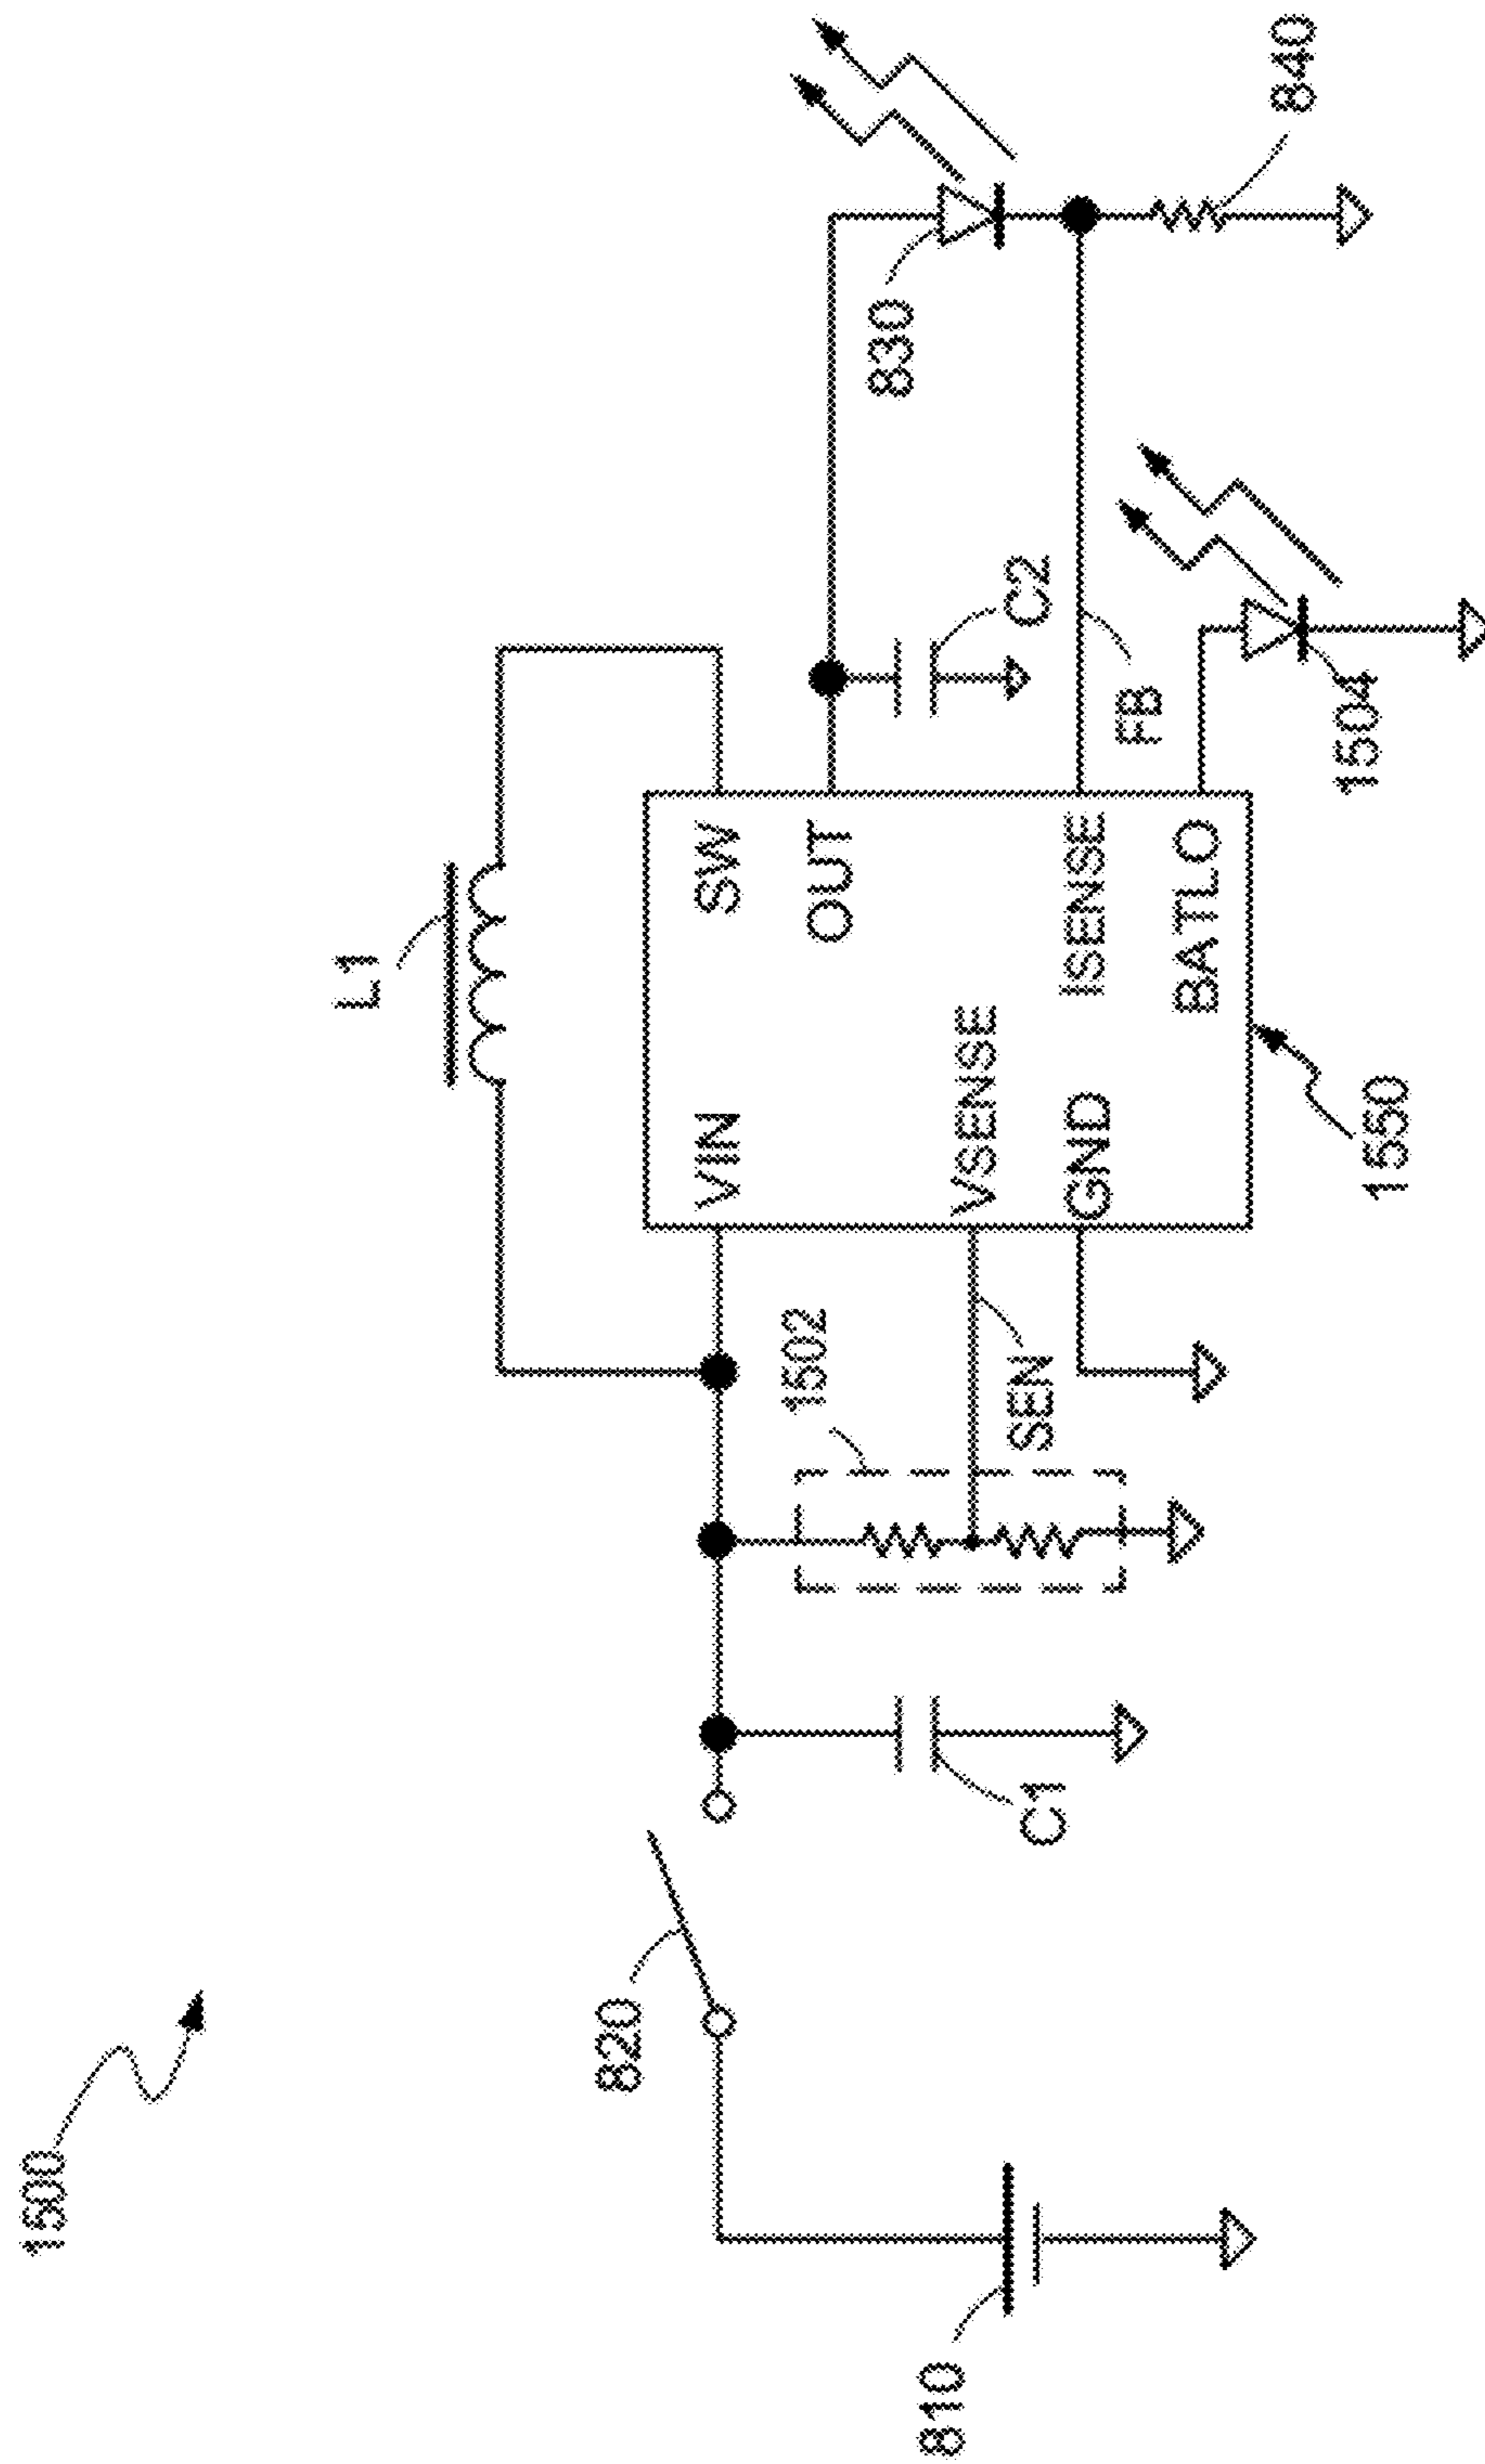 1500
L1
820
VIN
SW
1502
OUT
830
810
VSENSE
C1
SEN
GND
ISENSE
C2
FB
BATLO
840
1504
1550